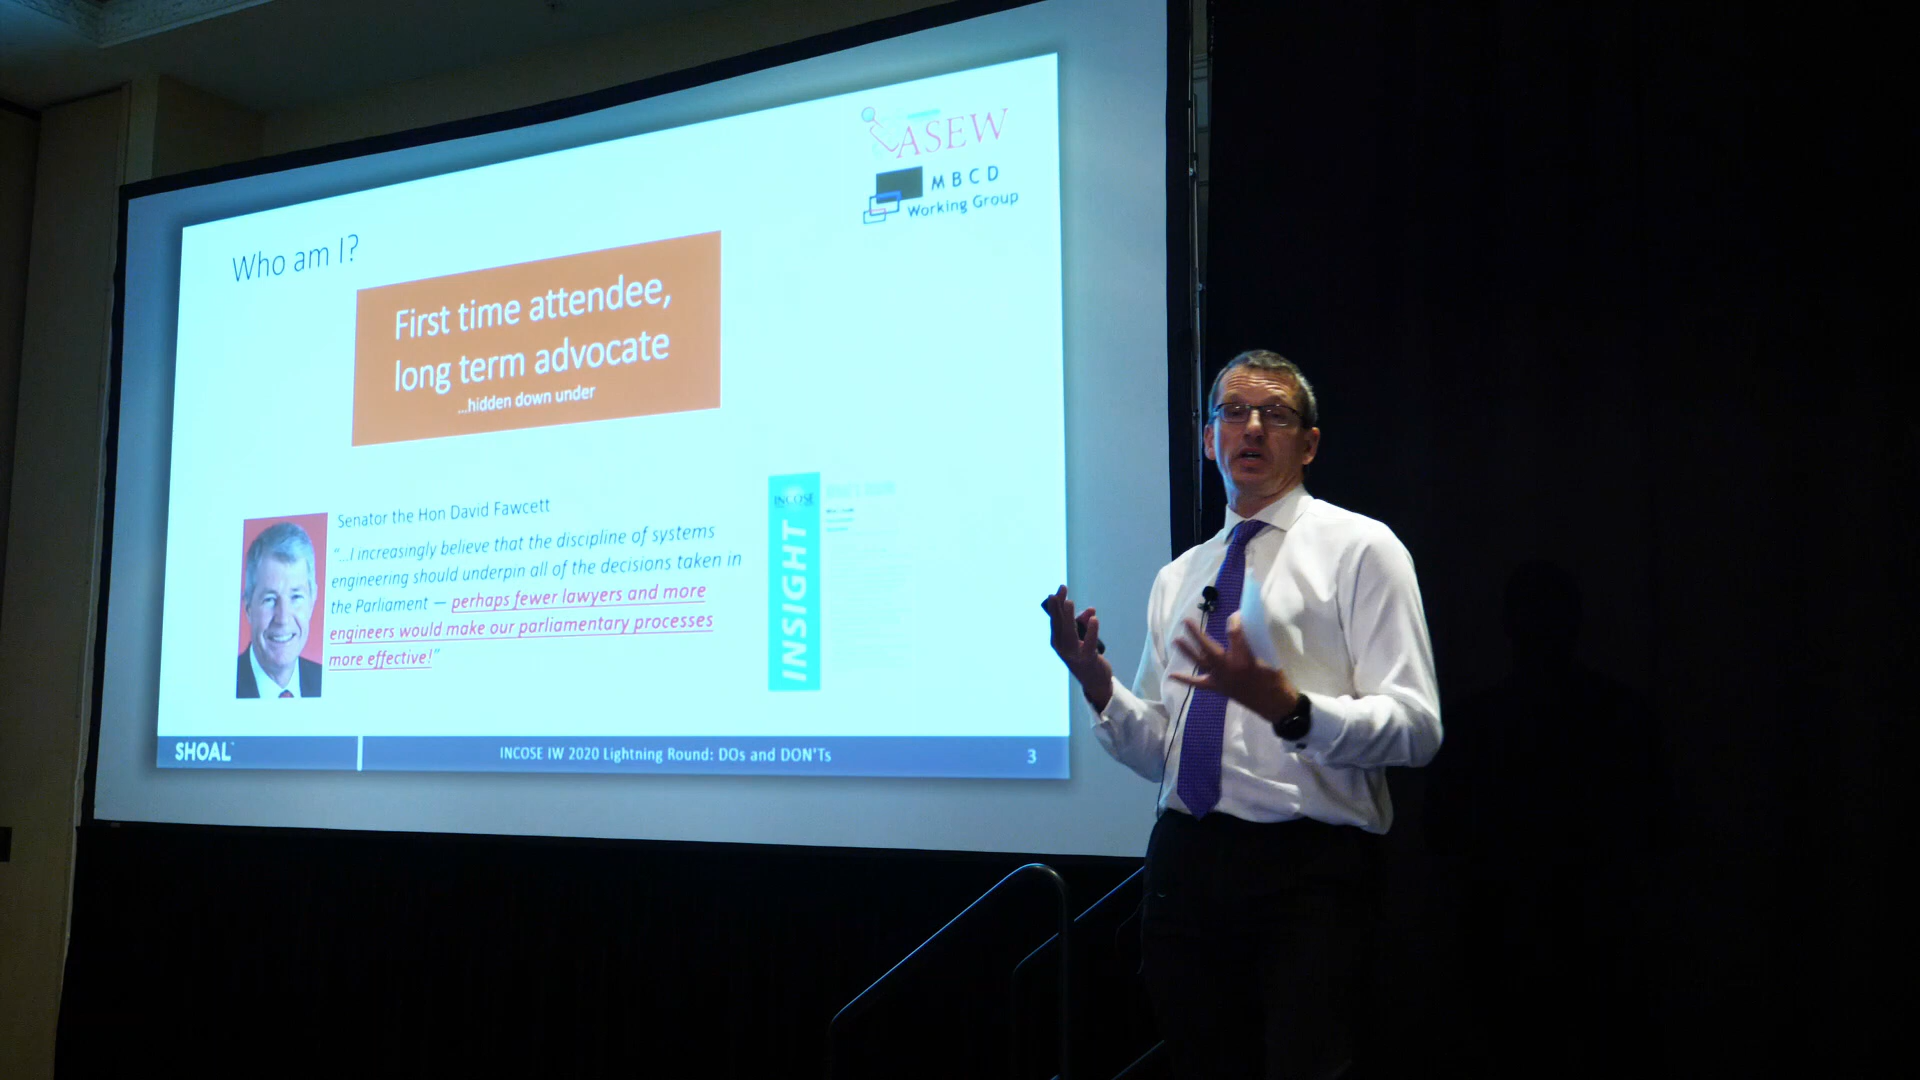 ASEW
MBCD
Working Group
Who am I?
First time attendee,
long term advocate
...hidden down under
Senator the Hon David Fawcett
"...I increasingly believe that the discipline of systems
engineering should underpin all of the decisions taken in
the Parliament — perhaps fewer lawyers and more
engineers would make our parliamentary processes
more effective!"
INCOSE
INSIGHT
SHOAL
INCOSE IW 2020 Lightning Round: DOs and DON'Ts
3